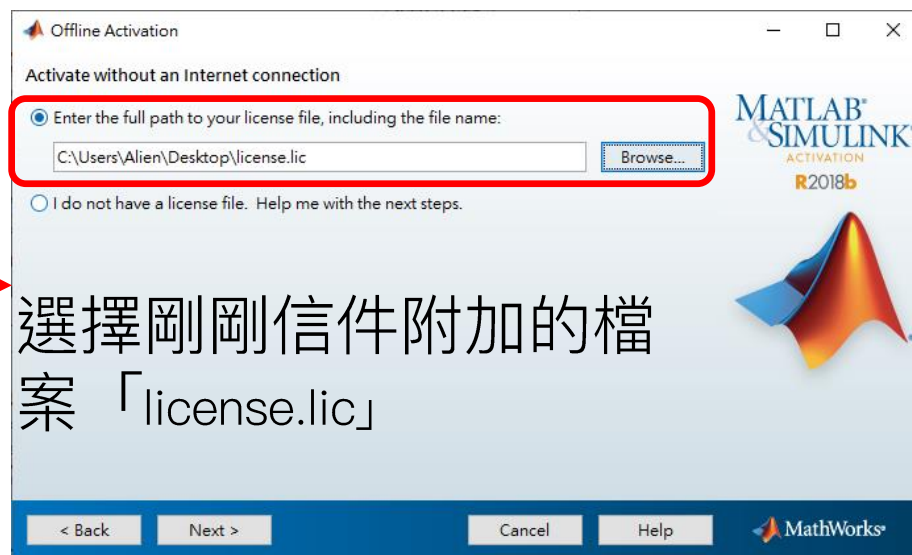 Offline Activation
Activate without an Internet connection
Enter the full path to your license file, including the file name:
C:\Users\Alien\Desktop\license.lic
Browse...
I do not have a license file. Help me with the next steps.
MATLAB®
&SIMULINK®
ACTIVATION
R2018b
選擇剛剛信件附加的檔
案「license.lic」
< Back
Next >
Cancel
Help
MathWorks®